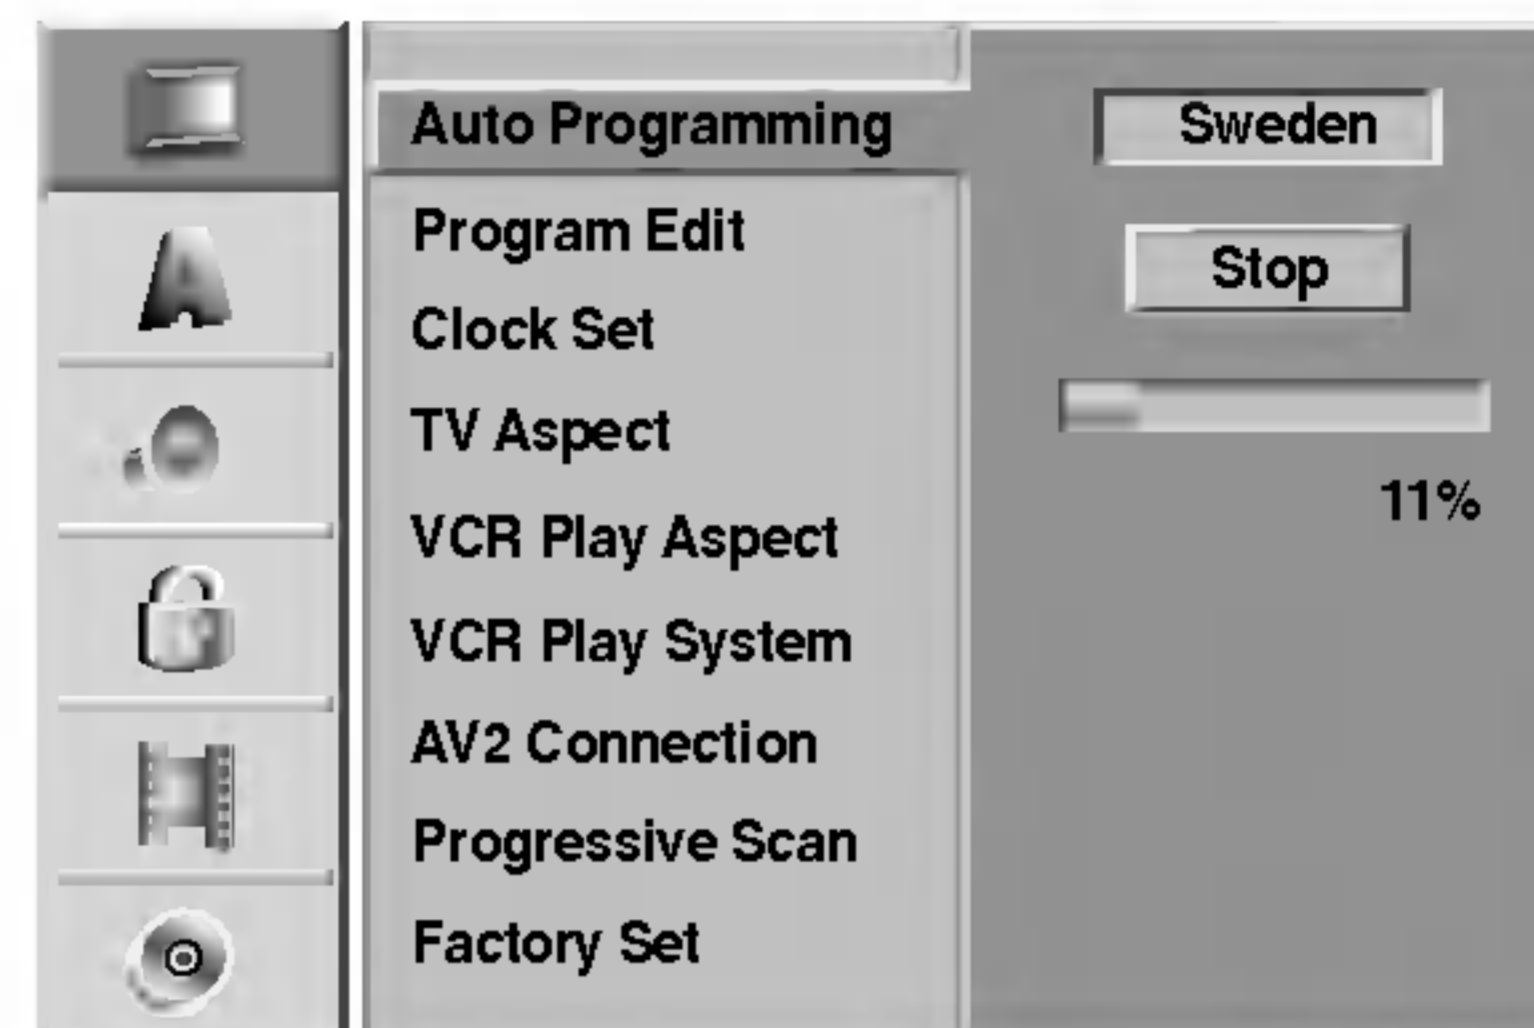 Auto Programming
Program Edit
Clock Set
TV Aspect
VCR Play Aspect
VCR Play System
AV2 Connection
Progressive Scan
Factory Set
Sweden
Stop
11%